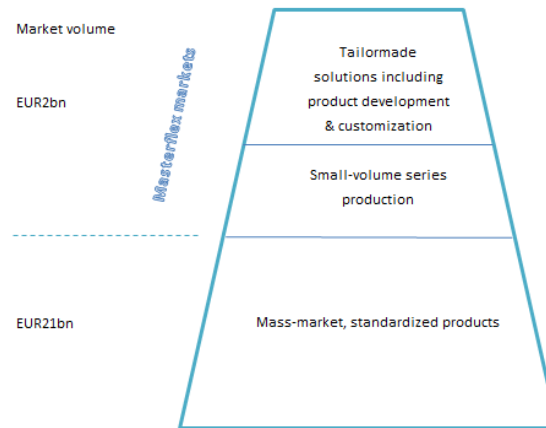 Market volume
EUR2bn
Masterflex markets
Tailormade
solutions including
product development
& customization
Small-volume series
production
EUR21bn
Mass-market, standardized products